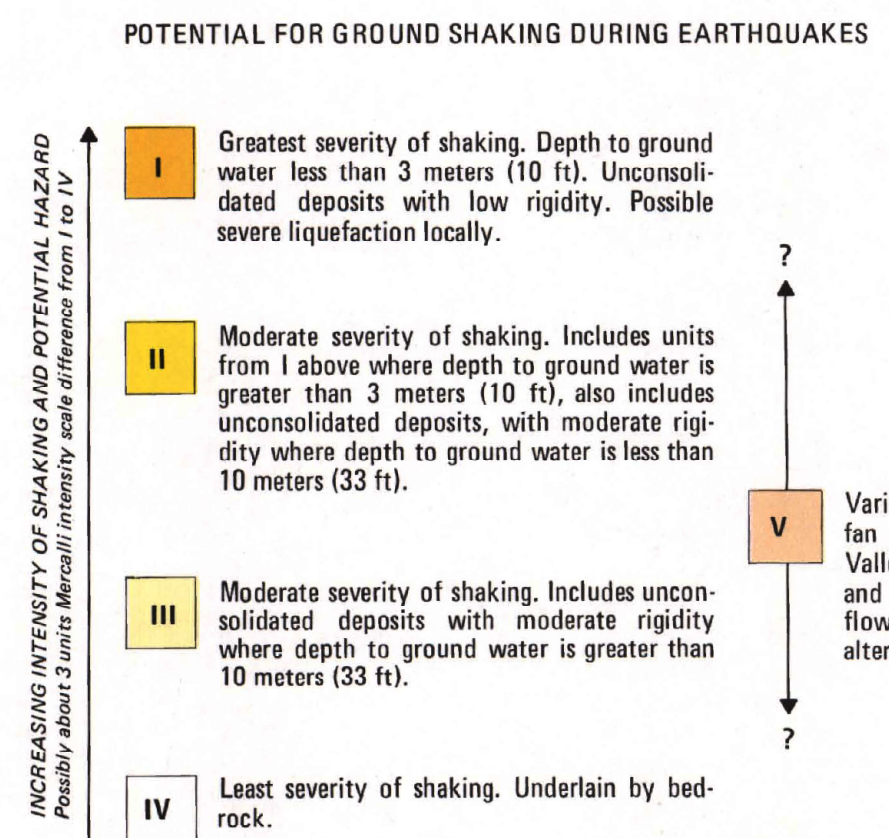 POTENTIAL FOR GROUND SHAKING DURING EARTHQUAKES
INCREASING INTENSITY OF SHAKING AND POTENTIAL HAZARD
Possibly about 3 units Mercalli intensity scale difference from I to IV
I
Greatest severity of shaking. Depth to ground
water less than 3 meters (10 ft). Unconsoli-
dated deposits with low rigidity. Possible
severe liquefaction locally.
II
Moderate severity of shaking. Includes units
from I above where depth to ground water is
greater than 3 meters (10 ft), also includes
unconsolidated deposits, with moderate rigi-
dity where depth to ground water is less than
10 meters (33 ft).
III
Moderate severity of shaking. Includes uncon-
solidated deposits with moderate rigidity
where depth to ground water is greater than
10 meters (33 ft).
IV
Least severity of shaking. Underlain by bed-
rock.
?
V
?
Vari
fan
Valle
and
flow
alter